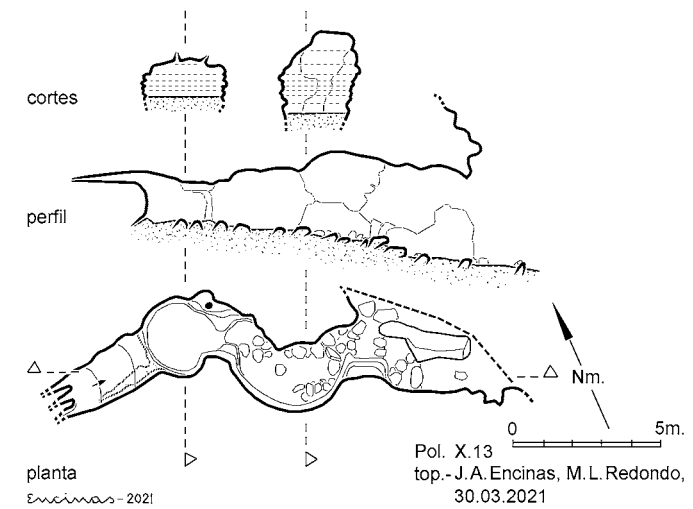 cortes
perfil
Nm.
0 5m.
Pol. X.13
top.- J.A.Encinas, M.L.Redondo,
30.03.2021
planta
Encinas - 2021